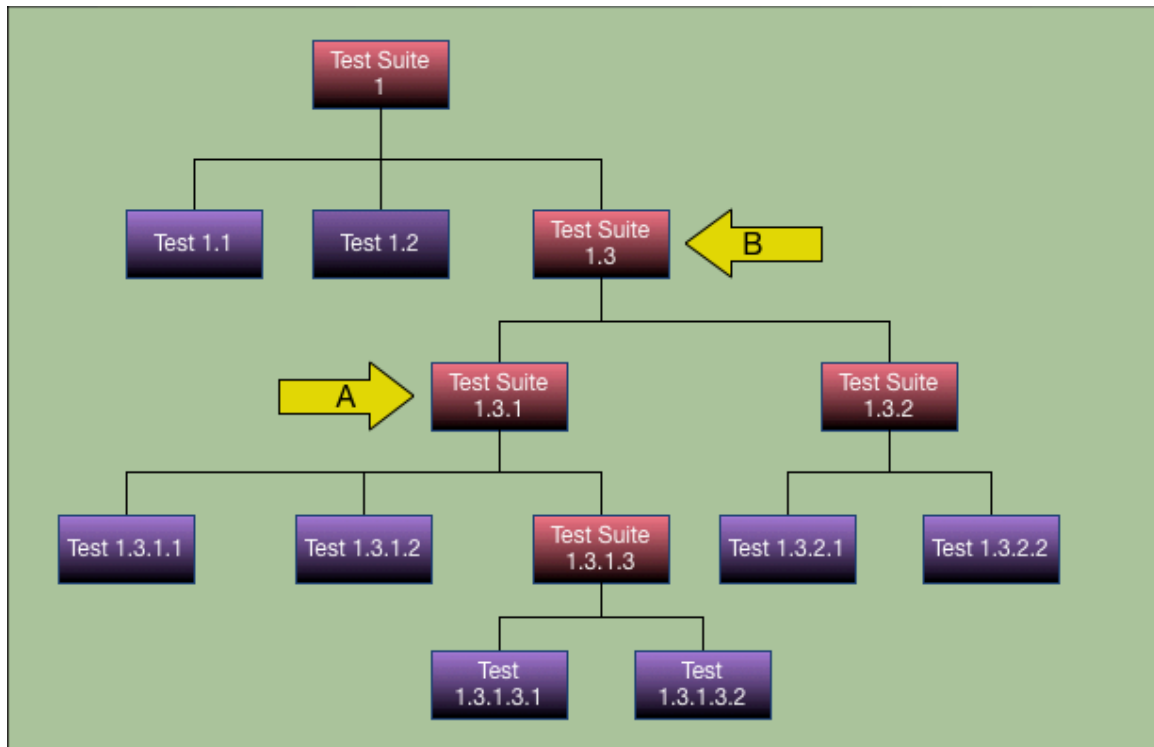 Test Suite
1
Test 1.1
Test 1.2
Test Suite
1.3
B
A
Test Suite
1.3.1
Test Suite
1.3.2
Test 1.3.1.1
Test 1.3.1.2
Test Suite
1.3.1.3
Test 1.3.2.1
Test 1.3.2.2
Test
1.3.1.3.1
Test
1.3.1.3.2